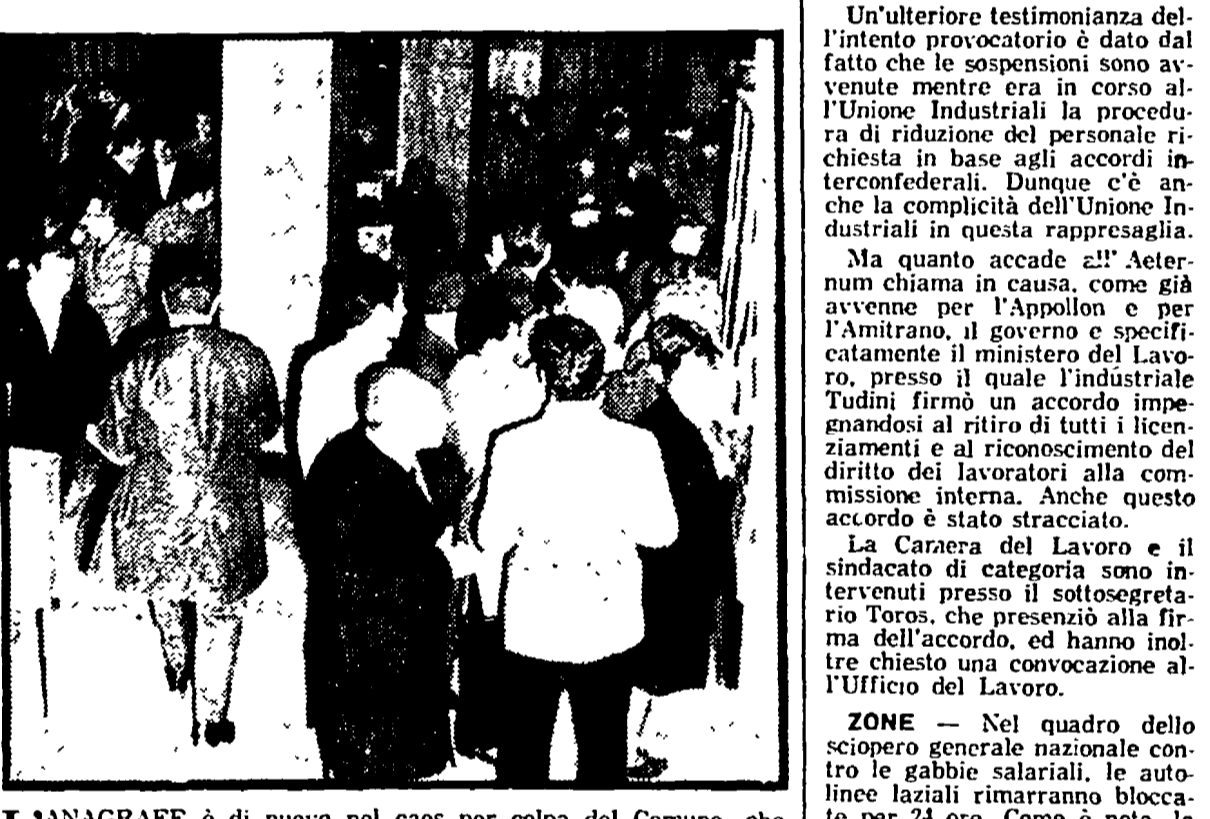 Un'ulteriore testimonianza del-
l'intento provocatorio è dato dal
fatto che le sospensioni sono av-
venute mentre era in corso al-
l'Unione Industriali la procedu-
ra di riduzione del personale ri-
chiesta in base agli accordi in-
terconfederali. Dunque c'è an-
che la complicità dell'Unione In-
dustriali in questa rappresaglia.
Ma quanto accade all' Aeter-
num chiama in causa, come già
avvenne per l'Appollon e per
l'Amitrano, il governo e specifi-
catamente il ministero del Lavo-
ro, presso il quale l'industriale
Tudini firmò un accordo impe-
gnandosi al ritiro di tutti i licen-
ziamenti e al riconoscimento del
diritto dei lavoratori alla com-
missione interna. Anche questo
accordo è stato stracciato.
La Camera del Lavoro e il
sindacato di categoria sono in-
tervenuti presso il sottosegreta-
rio Toros, che presenziò alla fir-
ma dell'accordo, ed hanno inol-
tre chiesto una convocazione al-
l'Ufficio del Lavoro.
ZONE — Nel quadro dello
sciopero generale nazionale con-
tro le gabbie salariali, le auto-
linee laziali rimarranno blocca-
te per 24 ore. Come è nota, la
L'ANAGRAFE è di nuovo nel caos per colpa del Comune, che